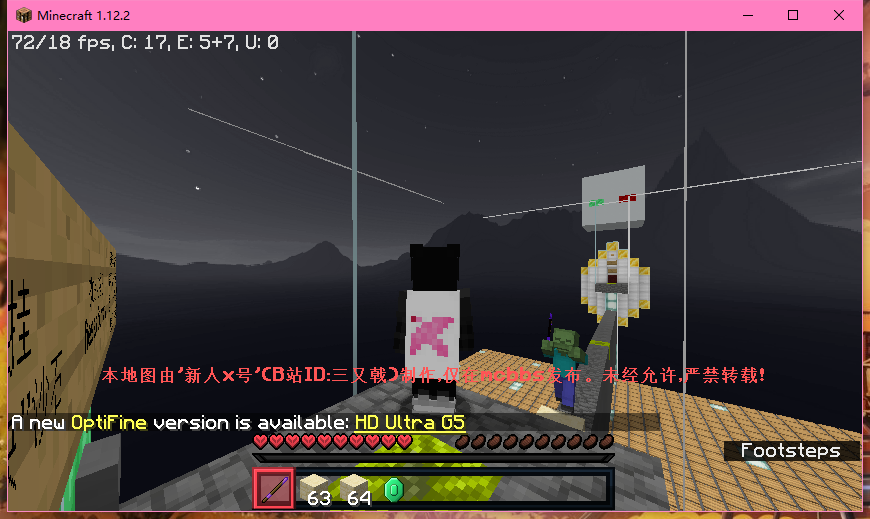 Minecraft 1.12.2
72/18 fps, C: 17, E: 5+7, U: 0
本地图由'新人x号'(B站ID:三又戟)制作,仅在mcbbs发布。未经允许,严禁转载!
A new OptiFine version is available: HD Ultra G5
Footsteps
63
64